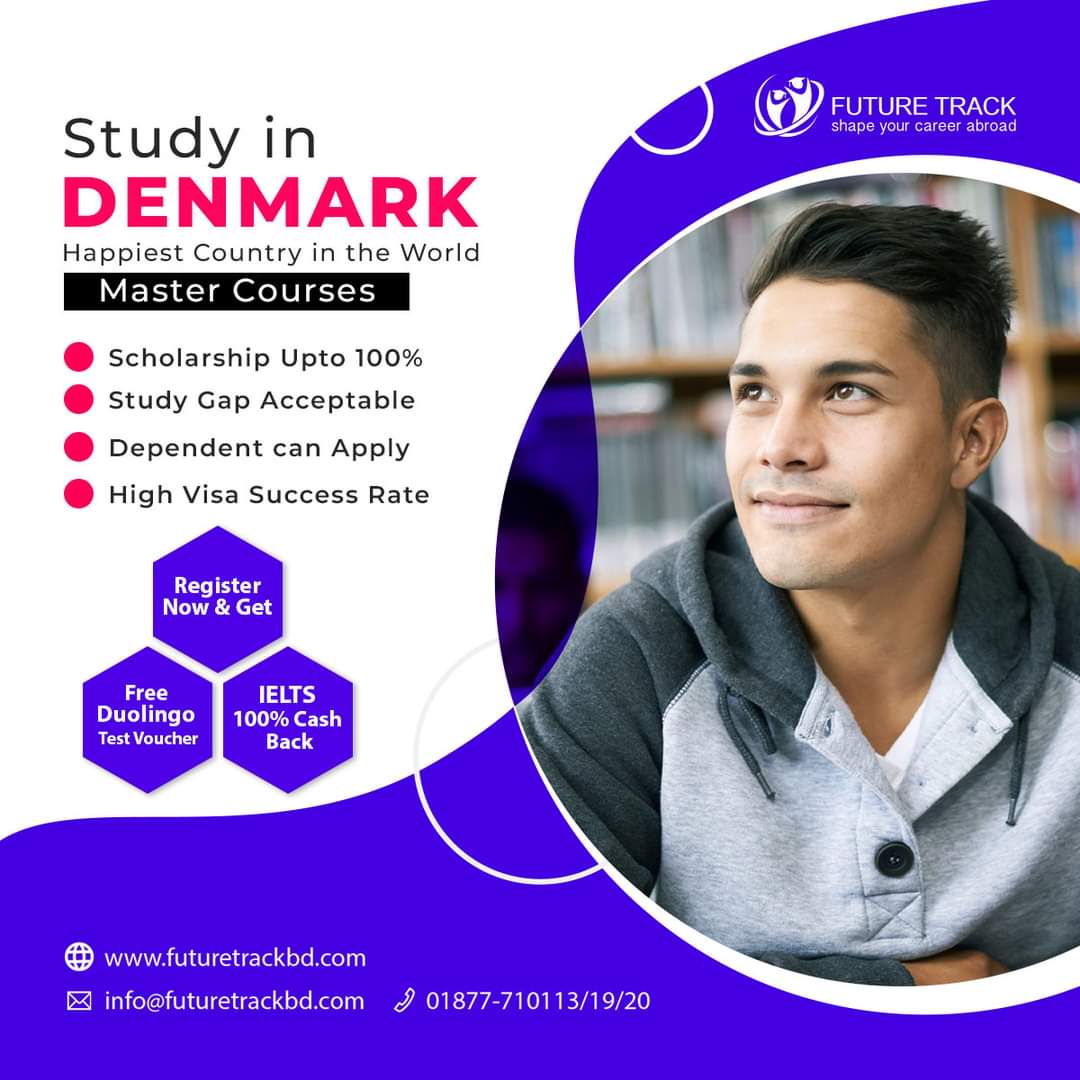 FUTURE TRACK
shape your career abroad
Study in
DENMARK
Happiest Country in the World
Master Courses
Scholarship Upto 100%
Study Gap Acceptable
Dependent can Apply
High Visa Success Rate
Register
Now & Get
Free
Duolingo
Test Voucher
IELTS
100% Cash
Back
www.futuretrackbd.com
info@futuretrackbd.com
01877-710113/19/20